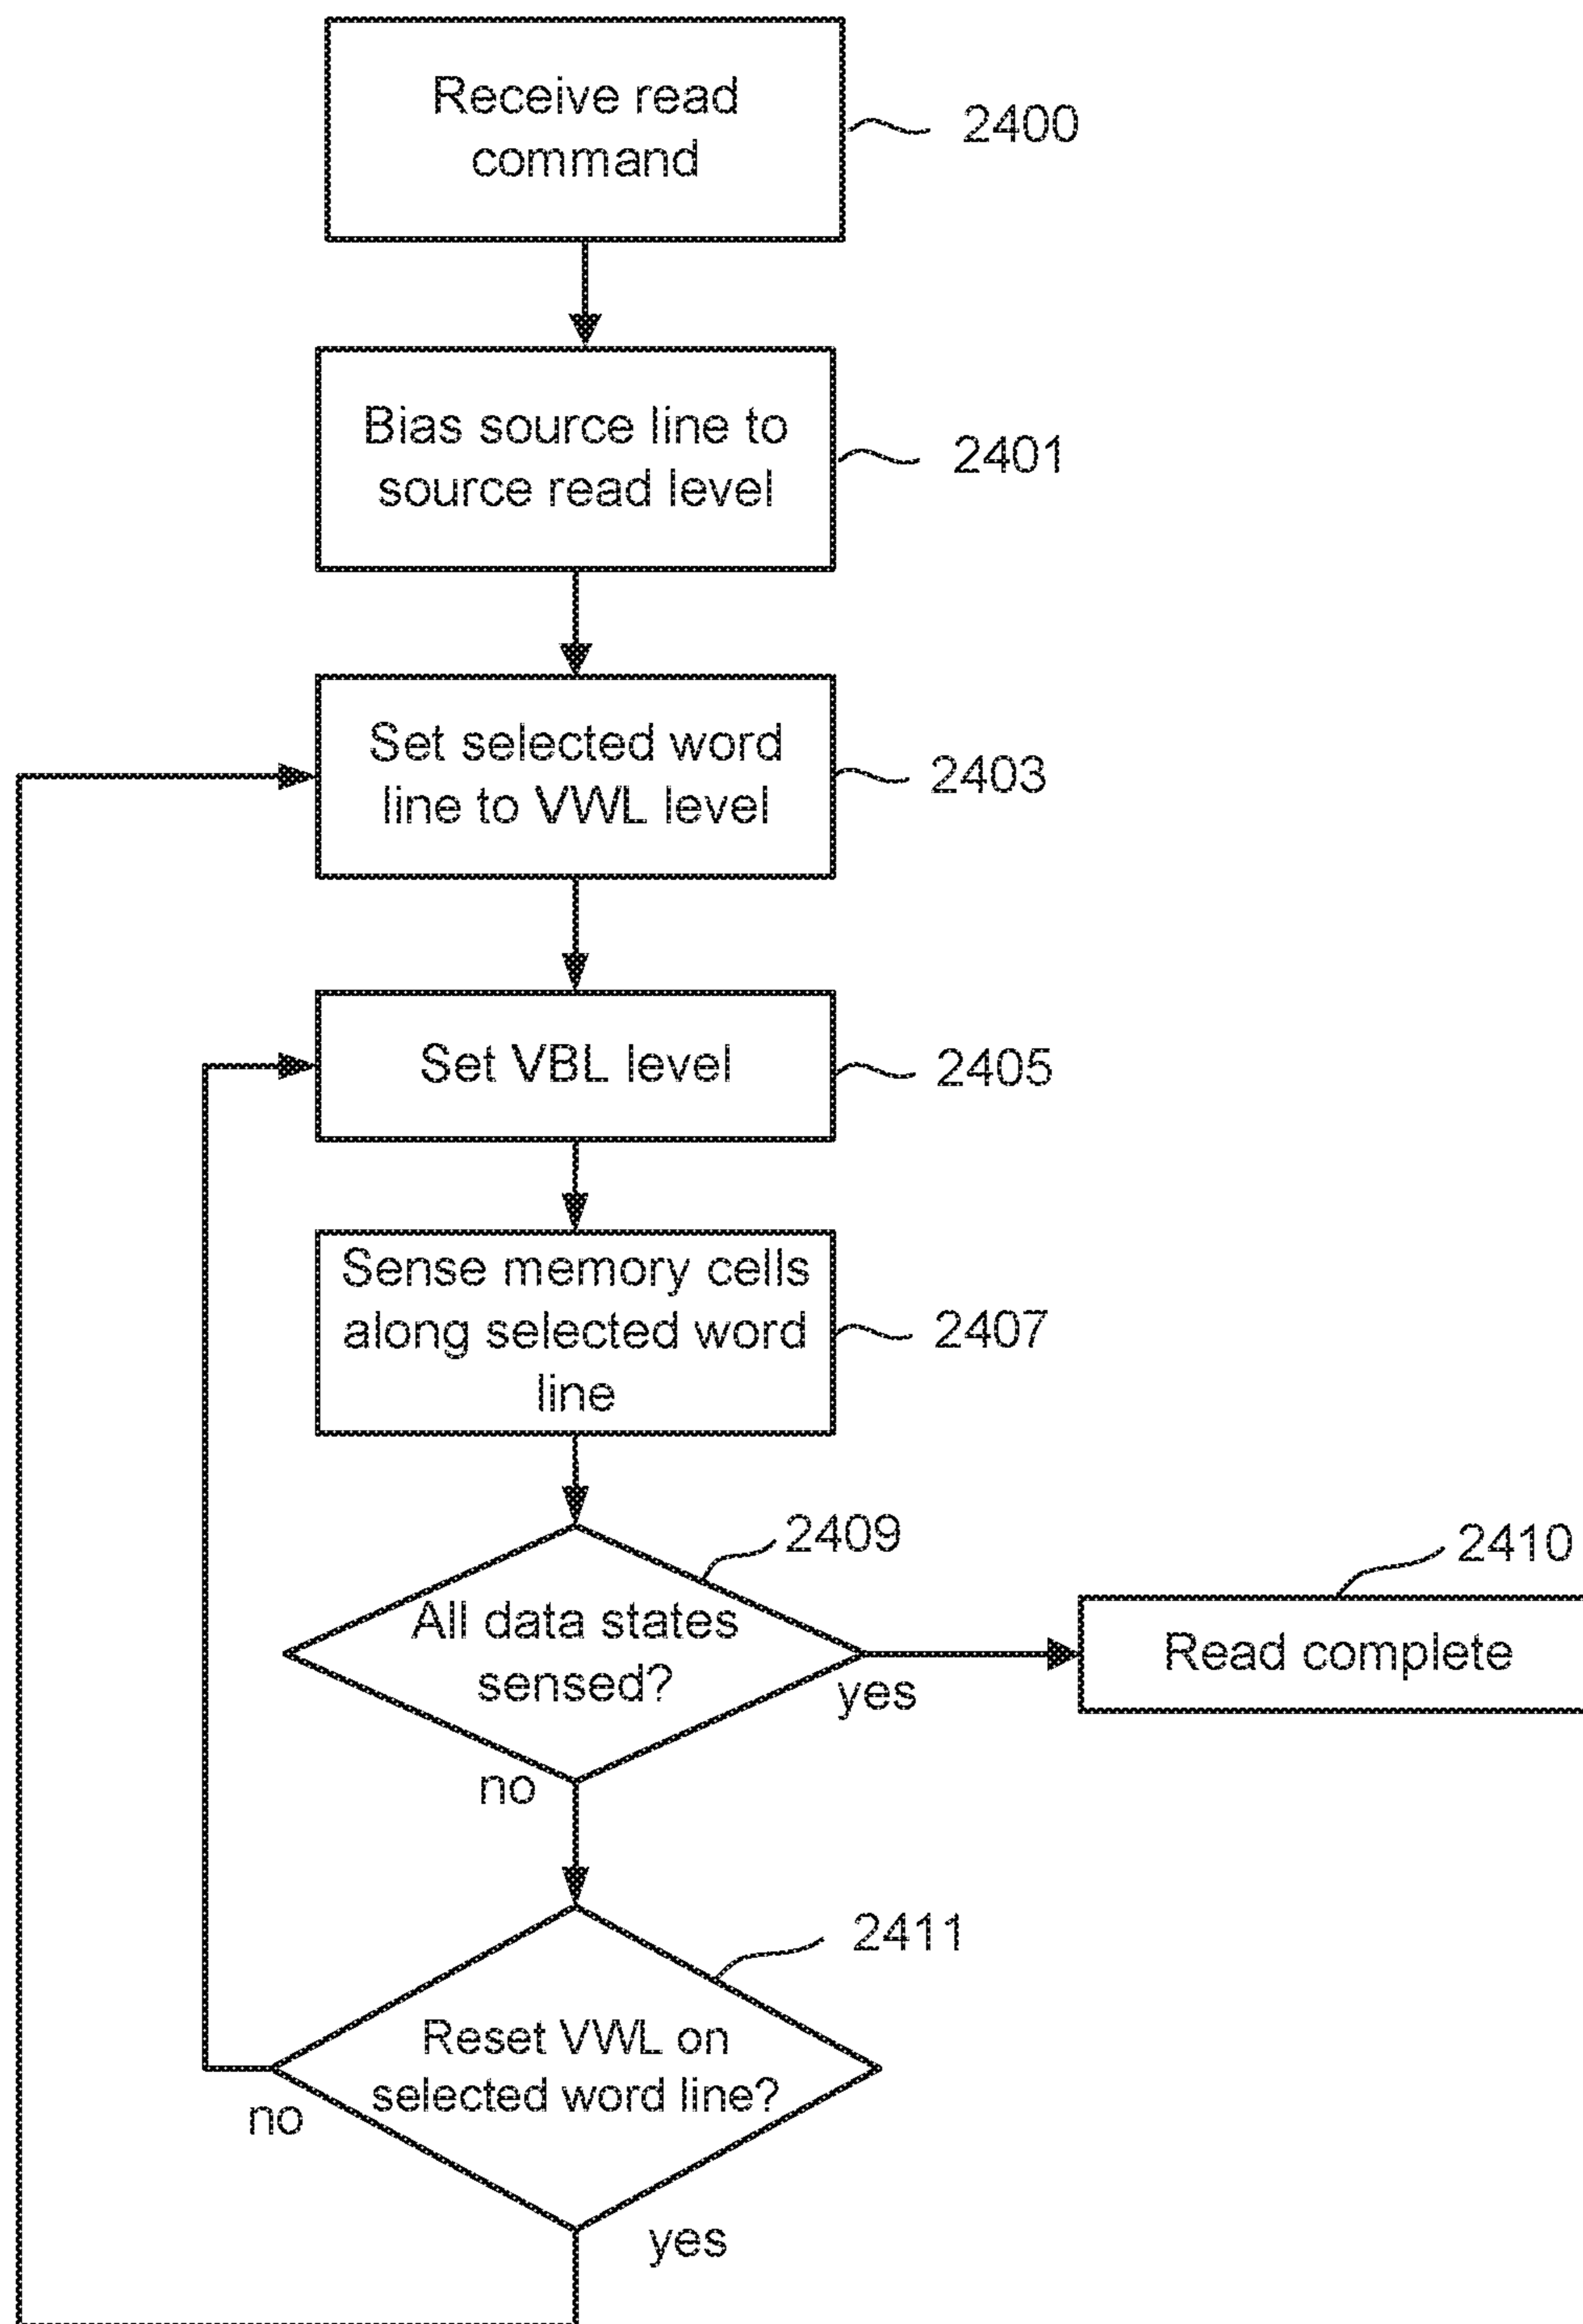 Receive read
command
2400
Bias source line to
source read level
2401
Set selected word
line to VWL level
2403
Set VBL level
2405
Sense memory cells
along selected word
line
2407
2409
All data states
sensed?
yes
no
2410
Read complete
2411
Reset VWL on
selected word line?
no
yes